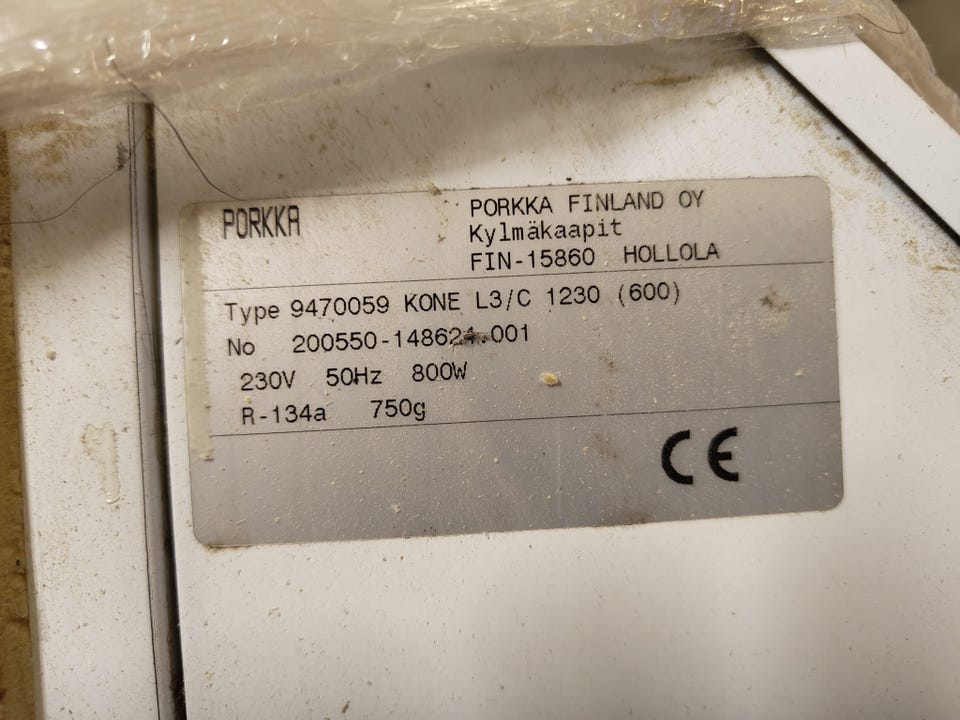 PORKKA
PORKKA FINLAND OY
Kylmäkaapit
FIN-15860 HOLLOLA
Type 9470059 KONE L3/C 1230 (600)
No 200550-148621.001
230V 50Hz 800W
R-134a 750g
CE